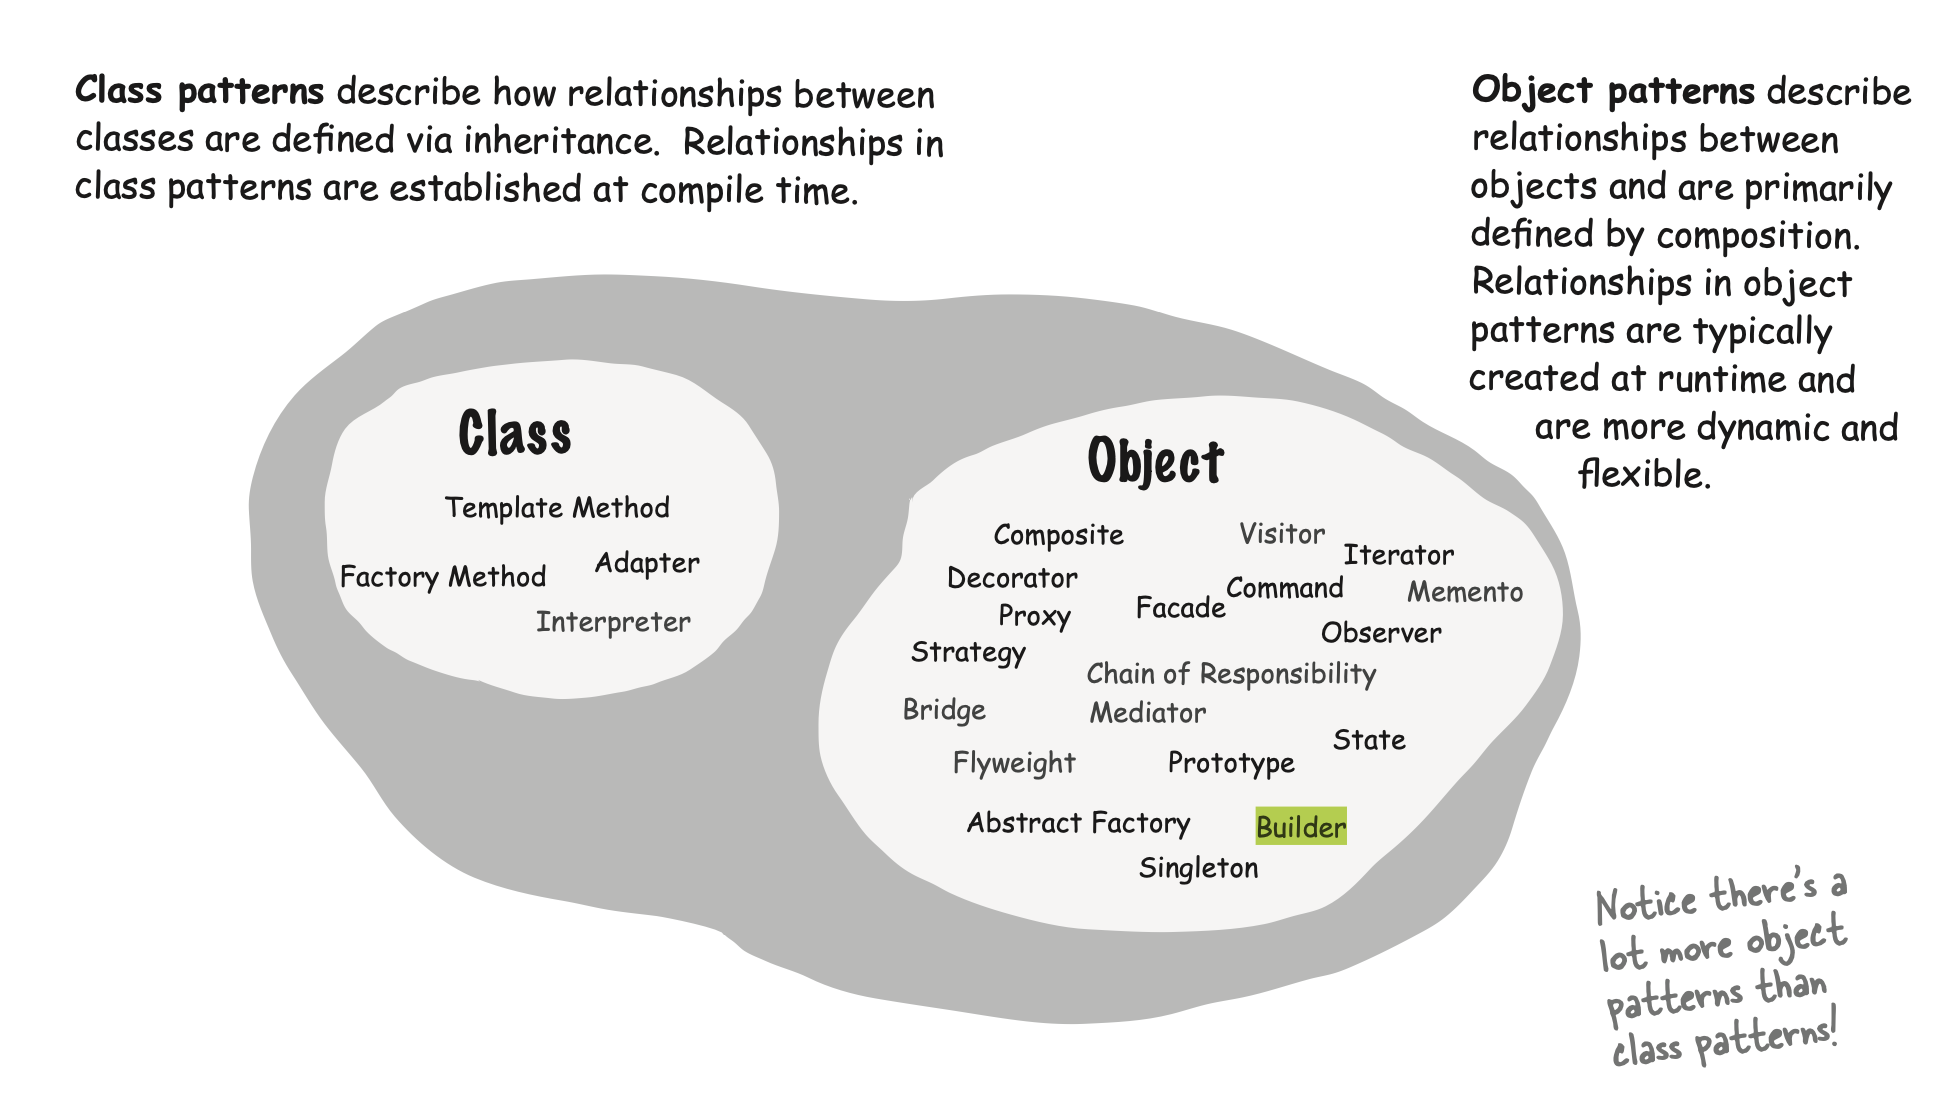 Class patterns describe how relationships between
classes are defined via inheritance. Relationships in
class patterns are established at compile time.
Object patterns describe
relationships between
objects and are primarily
defined by composition.
Relationships in object
patterns are typically
created at runtime and
are more dynamic and
flexible.
Class
Template Method
Factory Method
Adapter
Interpreter
Object
Composite
Visitor
Iterator
Decorator
Command
Memento
Proxy
Facade
Observer
Strategy
Chain of Responsibility
Bridge
Mediator
State
Flyweight
Prototype
Abstract Factory
Builder
Singleton
Notice there's a
lot more object
patterns than
class patterns!